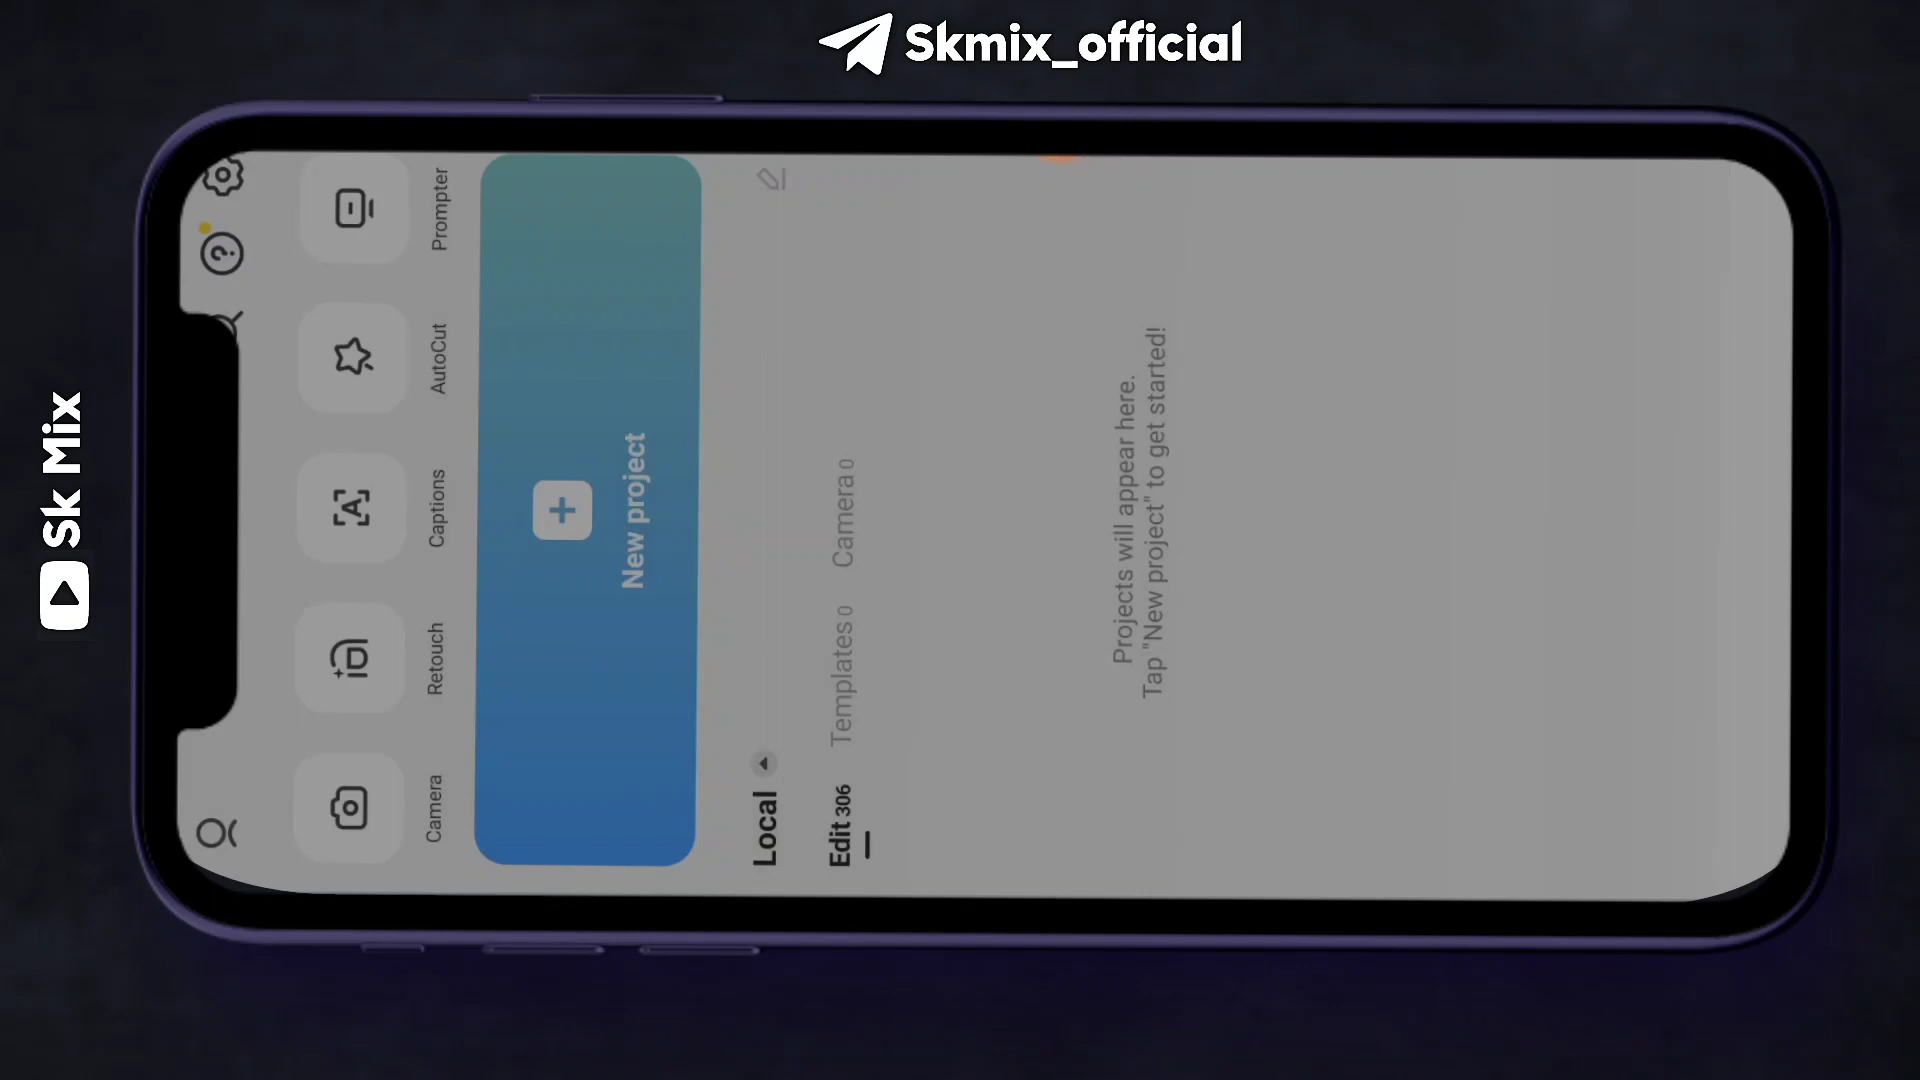 Skmix_official
Sk Mix
Camera
Retouch
Captions
AutoCut
Prompter
New project
Local
Edit 306
Templates 0
Camera 0
Projects will appear here.
Tap "New project" to get started!